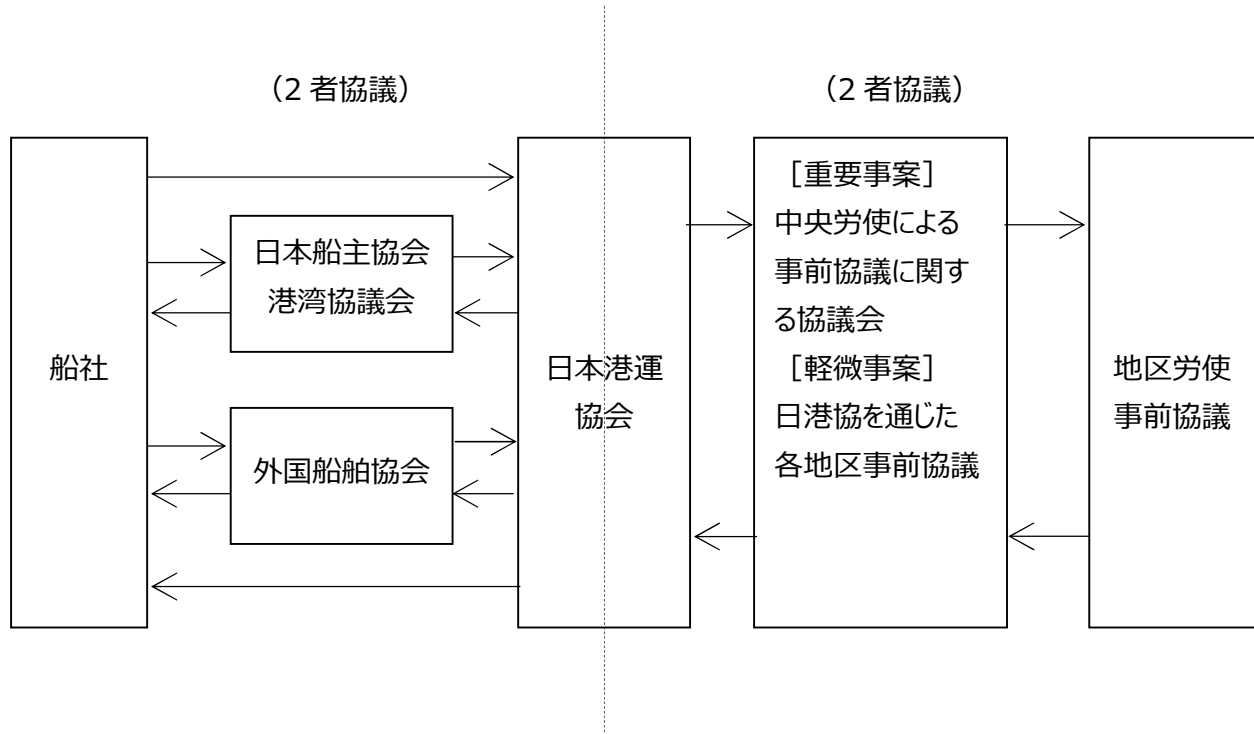 （2 者協議）
（2 者協議）
船社
日本船主協会
港湾協議会
外国船舶協会
日本港運
協会
［重要事案］
中央労使による
事前協議に関す
る協議会
［軽微事案］
日港協を通じた
各地区事前協議
地区労使
事前協議